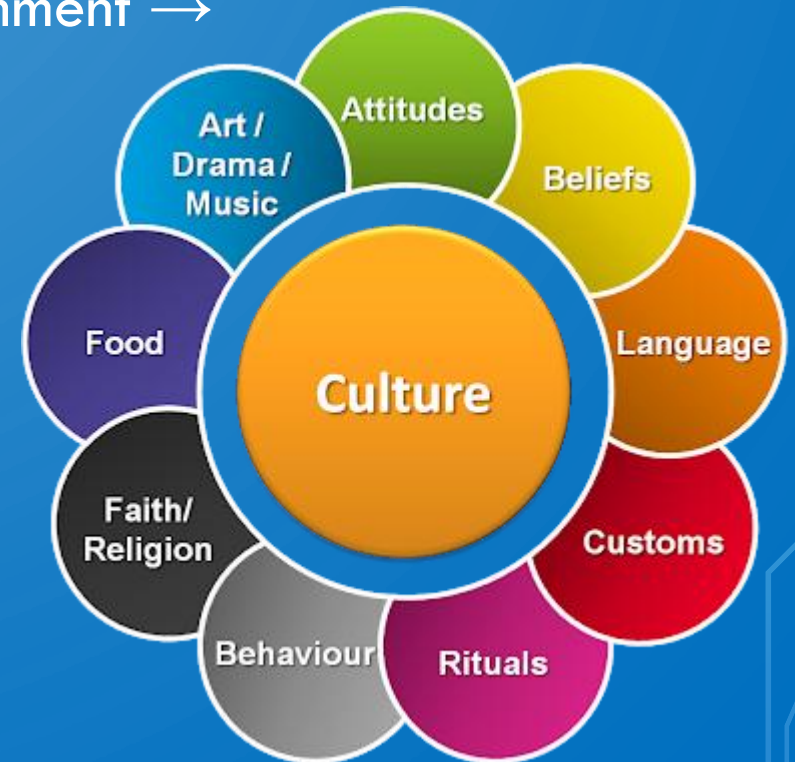 Attitudes
Beliefs
Language
Customs
Rituals
Behaviour
Faith/
Religion
Food
Art /
Drama /
Music
Culture